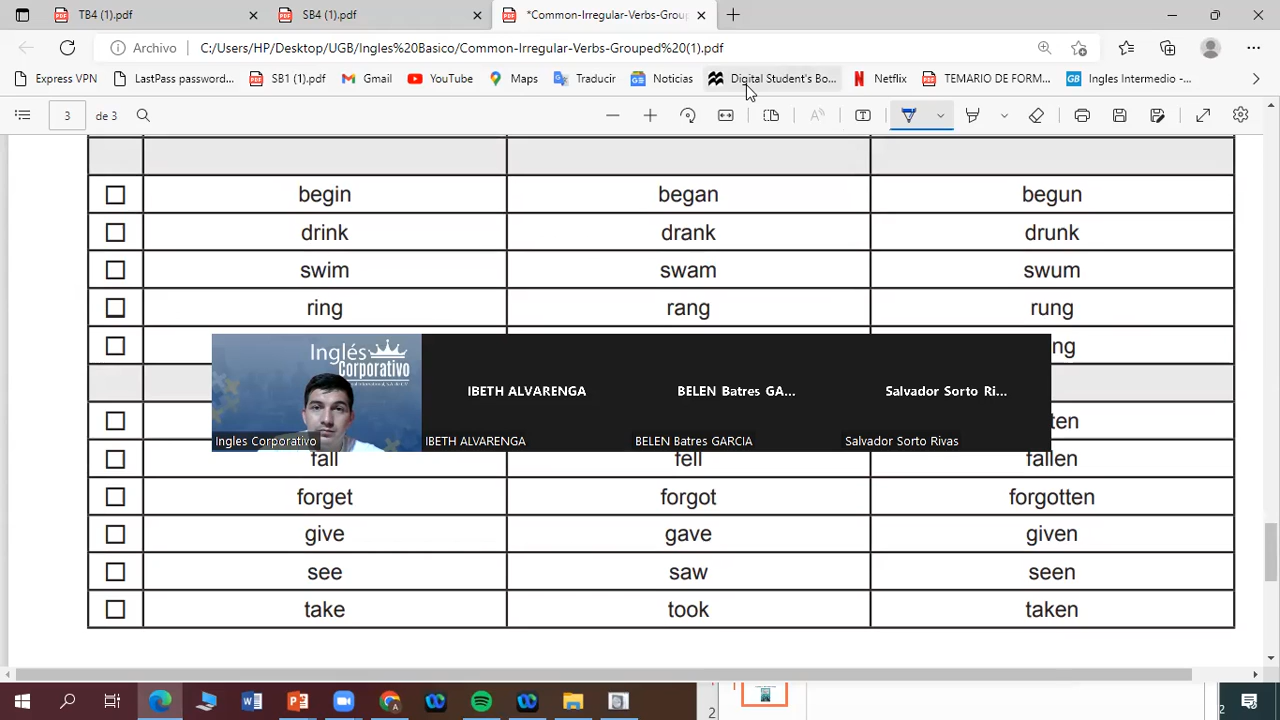 TB4 (1).pdf
SB4 (1).pdf
*Common-Irregular-Verbs-Grou
Archivo
C:/Users/HP/Desktop/UGB/Ingles%20Basico/Common-Irregular-Verbs-Grouped%20(1).pdf
Express VPN
LastPass password...
SB1 (1).pdf
Gmail
YouTube
Maps
Traducir
Noticias
Digital Student's Bo...
Netflix
TEMARIO DE FORM...
Ingles Intermedio -...
3 de 3
begin began begun
drink drank drunk
swim swam swum
ring rang rung
ng
Inglés
Corporativo
IBETH ALVARENGA
BELEN Batres GA...
Salvador Sorto Ri...
ten
Ingles Corporativo
IBETH ALVARENGA
BELEN Batres GARCIA
Salvador Sorto Rivas
fall fell fallen
forget forgot forgotten
give gave given
see saw seen
take took taken
1
2
2